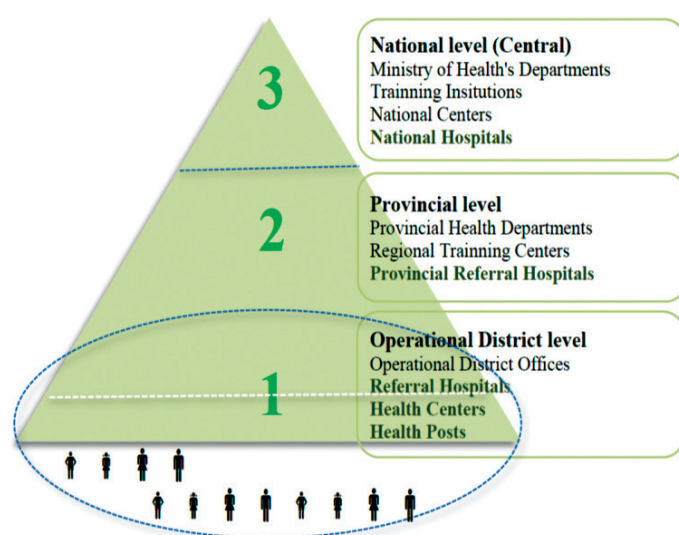 3
National level (Central)
Ministry of Health's Departments
Trainning Insitutions
National Centers
National Hospitals
2
Provincial level
Provincial Health Departments
Regional Trainning Centers
Provincial Referral Hospitals
1
Operational District level
Operational District Offices
Referral Hospitals
Health Centers
Health Posts